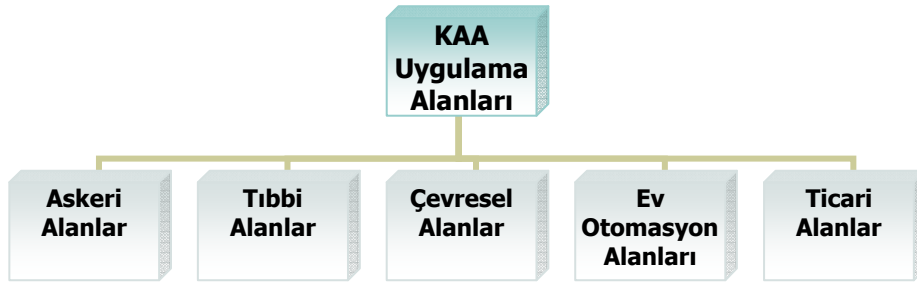 KAA
Uygulama
Alanları
Askeri
Alanlar
Tıbbi
Alanlar
Çevresel
Alanlar
Ev
Otomasyon
Alanları
Ticari
Alanlar